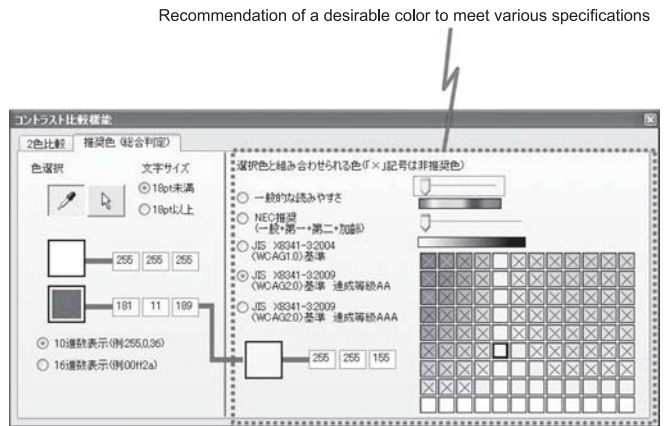 Recommendation of a desirable color to meet various specifications
コントラスト比較機能
2色比較 推奨色(総合判定)
色選択 文字サイズ
18pt未満
18pt以上
255 255 255
181 11 189
10進数表示(例255,0,36)
16進数表示(例00ff2a)
選択色と組み合わせられる色(「×」記号は非推奨色)
一般的な読みやすさ
NEC推奨
(一般+第一+第二+加齢)
JIS X8341-3:2004
(WCAG1.0)基準
JIS X8341-3:2009
(WCAG2.0)基準 達成等級AA
JIS X8341-3:2009
(WCAG2.0)基準 達成等級AAA
255 255 155